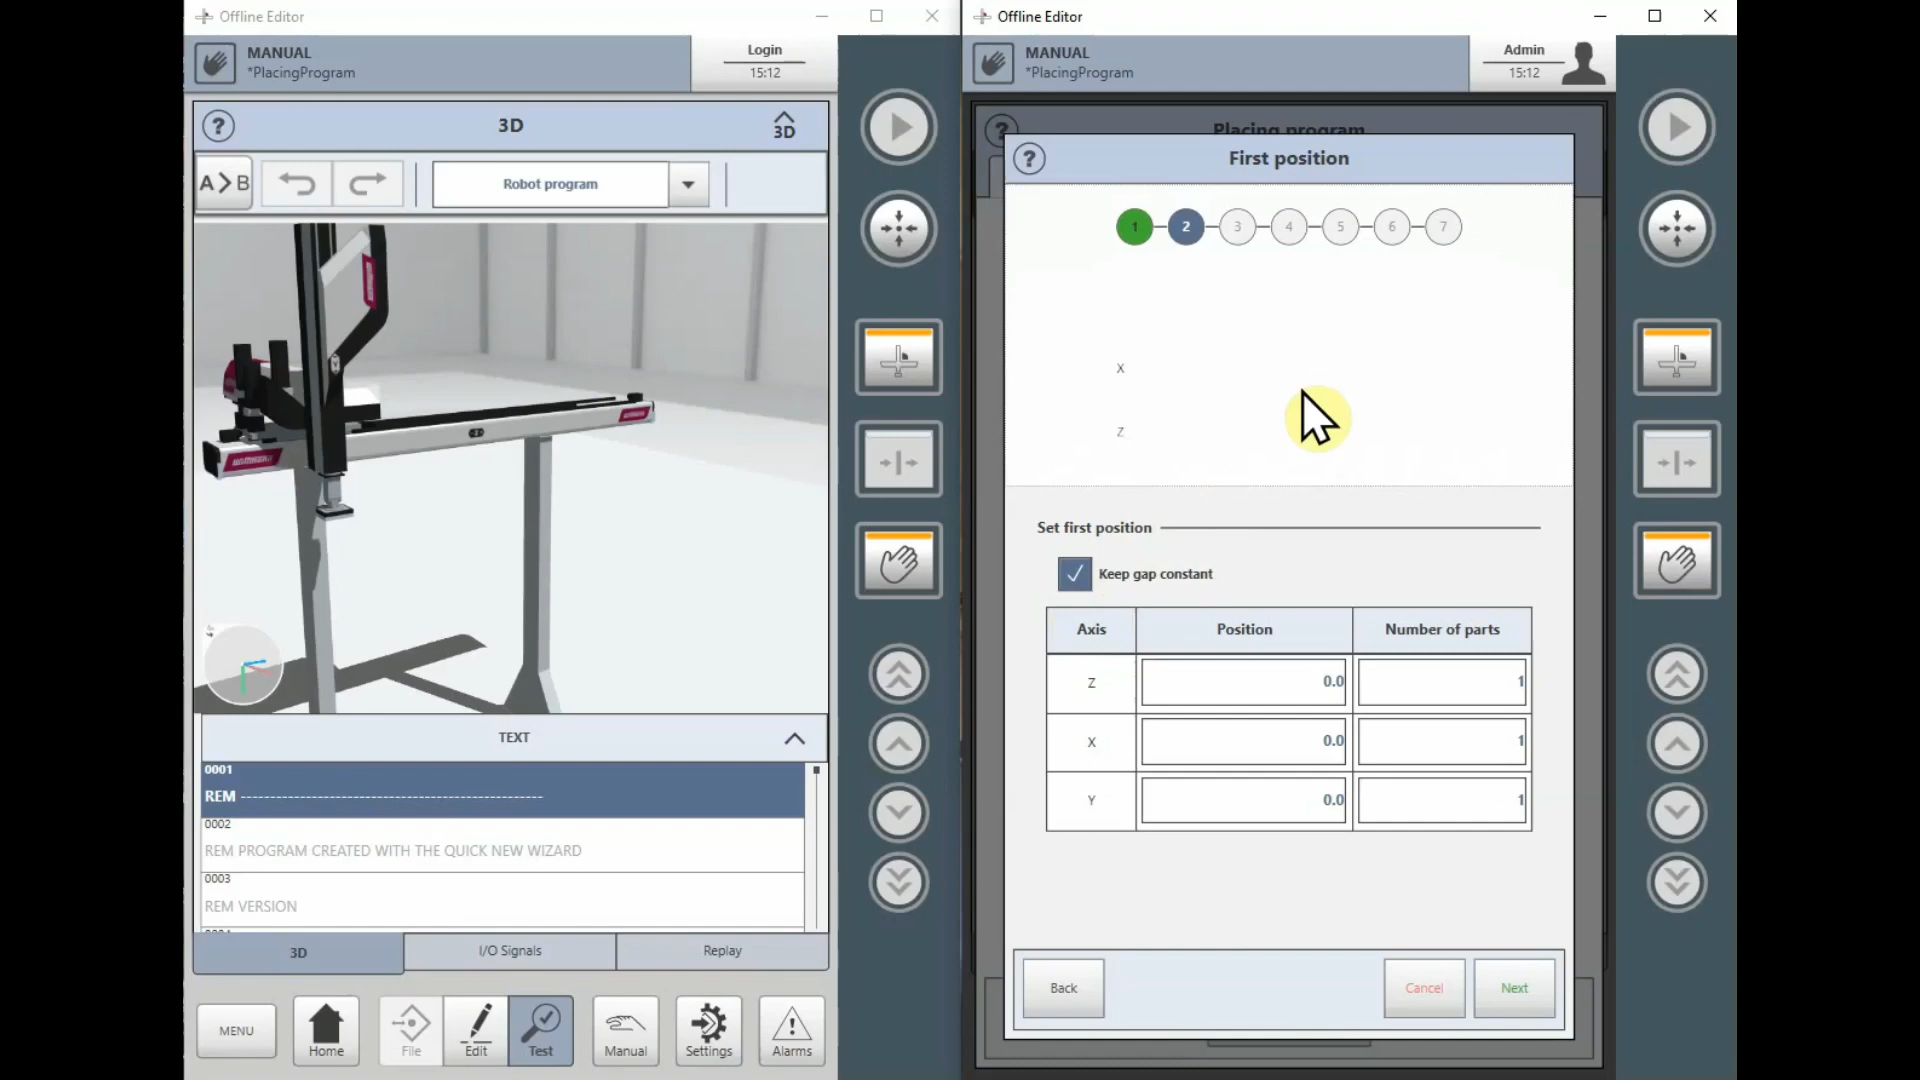 Offline Editor
MANUAL
*PlacingProgram
Login
15:12
3D
3D
A>B
Robot program
TEXT
0001
REM ------------------------------------------------
0002
REM PROGRAM CREATED WITH THE QUICK NEW WIZARD
0003
REM VERSION
3D
I/O Signals
Replay
MENU
Home
File
Edit
Test
Manual
Settings
Alarms
Offline Editor
MANUAL
*PlacingProgram
Admin
15:12
Placing program
First position
1
2
3
4
5
6
7
X
Z
Set first position
Keep gap constant
Axis Position Number of parts
Z 0.0 1
X 0.0 1
Y 0.0 1
Back
Cancel
Next